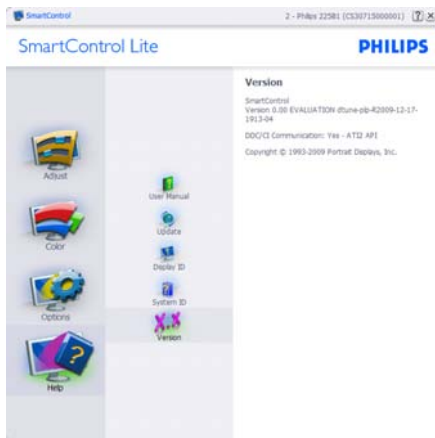 SmartControl
2 - Philips 225B1 (CS30715000001)
SmartControl Lite
PHILIPS
Adjust
Color
Options
Help
User Manual
Update
Display ID
System ID
Version
Version
SmartControl
Version 0.00 EVALUATION dtune-plp-R2009-12-17-
1913-04
DDC/CI Communication: Yes - ATI2 API
Copyright © 1993-2009 Portrait Displays, Inc.